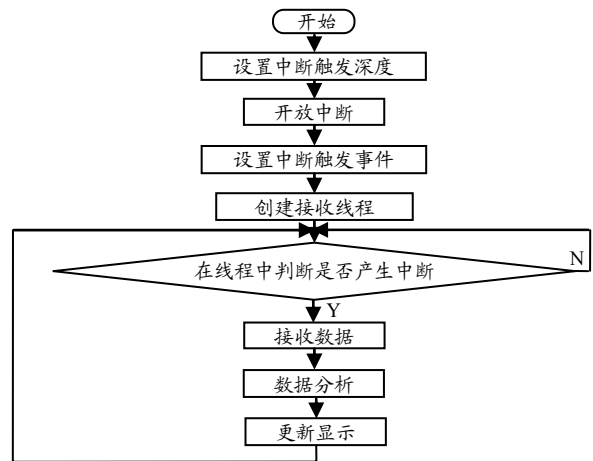 开始
设置中断触发深度
开放中断
设置中断触发事件
创建接收线程
在线程中判断是否产生中断
N
Y
接收数据
数据分析
更新显示